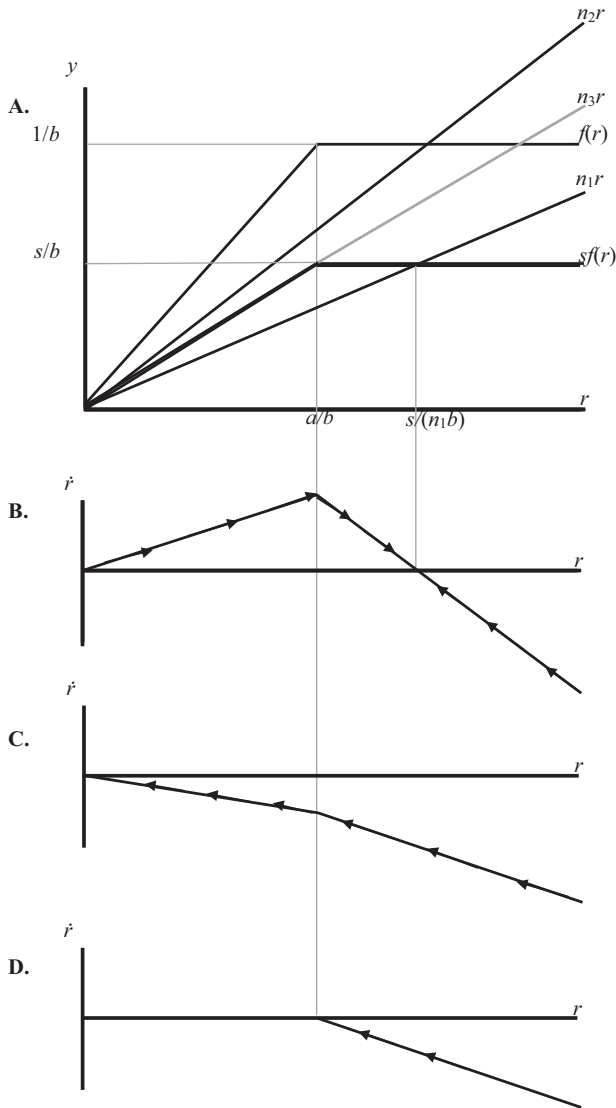 n₂r
y
A.
n₃r
1/b
f(r)
n₁r
s/b
sf(r)
r
a/b
s/(n₁b)
ṙ
B.
r
ṙ
C.
r
ṙ
D.
r